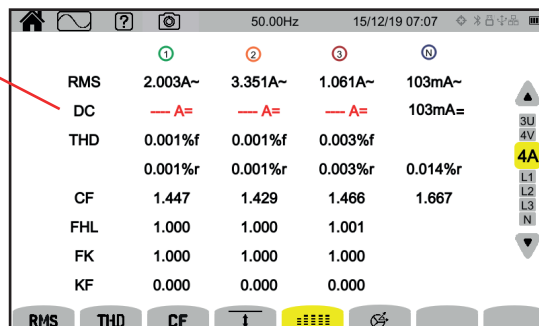 ? 50.00Hz 15/12/19 07:07
1 2 3 N
RMS 2.003A~ 3.351A~ 1.061A~ 103mA~
DC ---- A= ---- A= ---- A= 103mA=
THD 0.001%f 0.001%f 0.003%f
0.001%r 0.001%r 0.003%r 0.014%r
CF 1.447 1.429 1.466 1.667
FHL 1.000 1.000 1.001
FK 1.000 1.000 1.000
KF 0.000 0.000 0.000
3U
4V
4A
L1
L2
L3
N
RMS THD CF